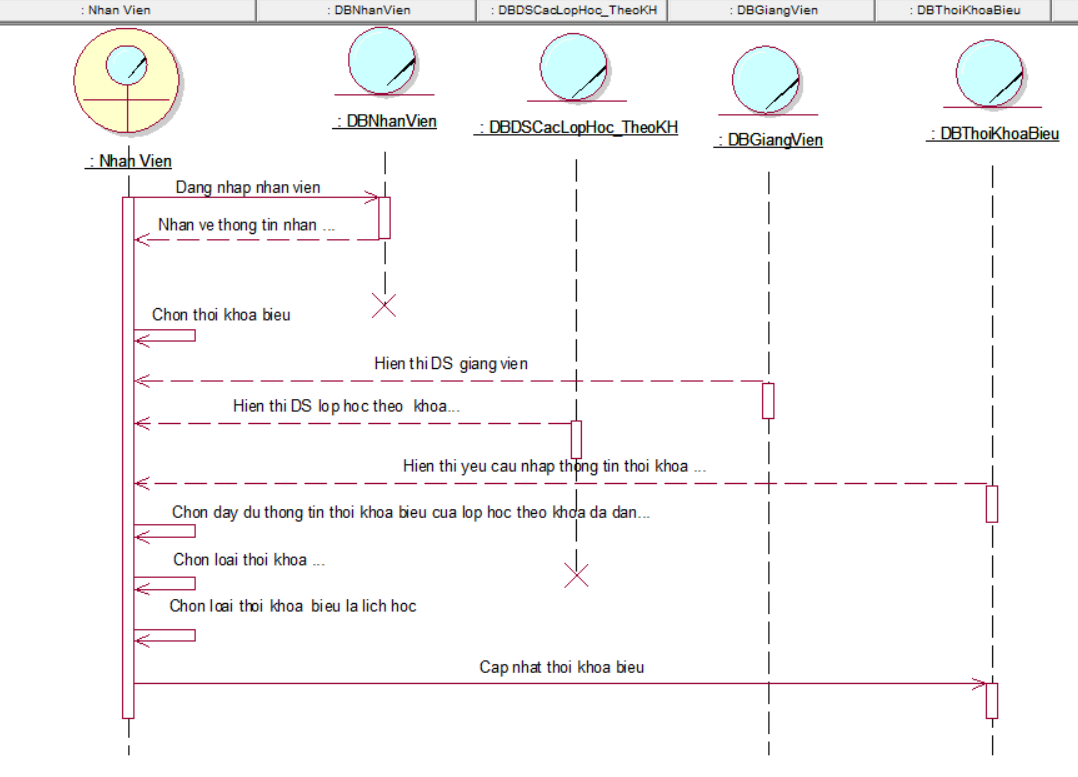 : Nhan Vien
: DBNhanVien
: DBDSCacLopHoc_TheoKH
: DBGiangVien
: DBThoiKhoaBieu
: DBNhanVien
: DBDSCacLopHoc_TheoKH
: DBGiangVien
: DBThoiKhoaBieu
: Nhan Vien
Dang nhap nhan vien
Nhan ve thong tin nhan ...
Chon thoi khoa bieu
Hien thi DS giang vien
Hien thi DS lop hoc theo khoa...
Hien thi yeu cau nhap thong tin thoi khoa ...
Chon day du thong tin thoi khoa bieu cua lop hoc theo khoa da dan...
Chon loai thoi khoa ...
Chon loai thoi khoa bieu la lich hoc
Cap nhat thoi khoa bieu